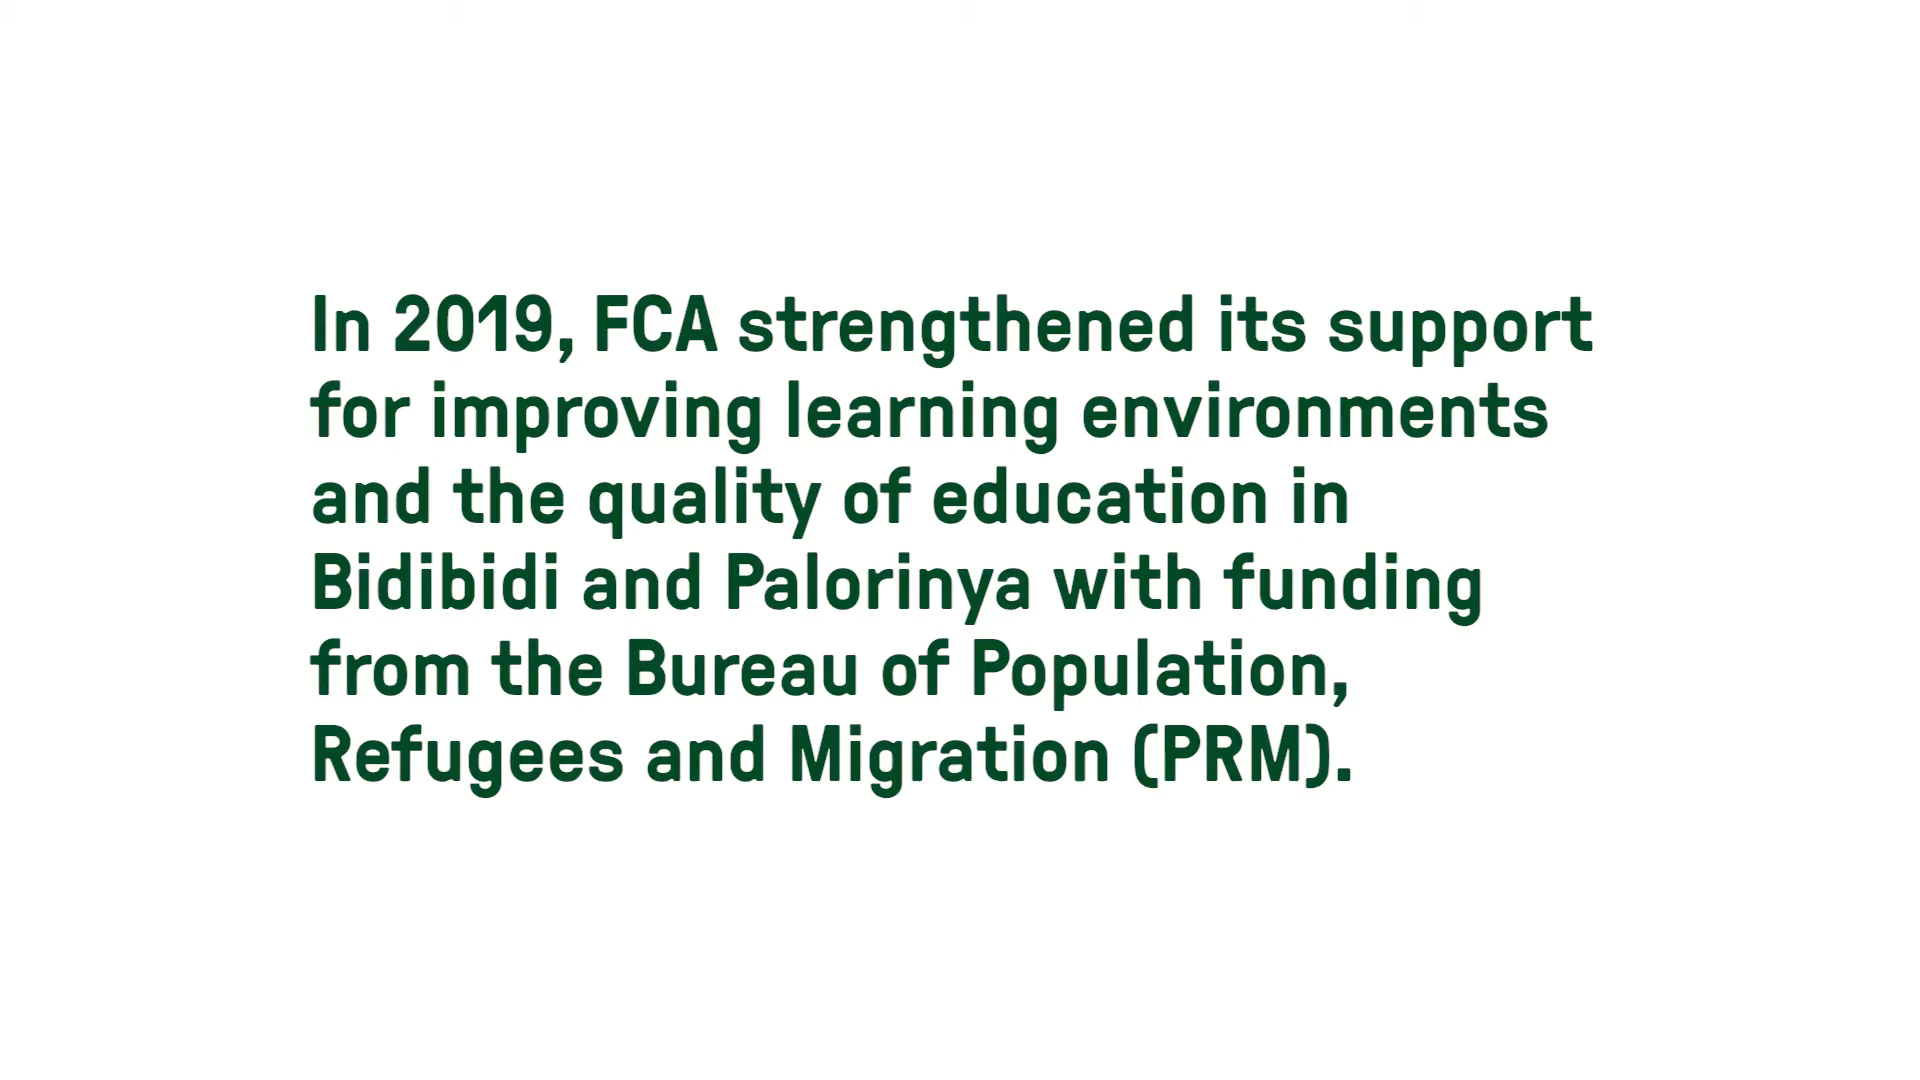 In 2019, FCA strengthened its support
for improving learning environments
and the quality of education in
Bidibidi and Palorinya with funding
from the Bureau of Population,
Refugees and Migration (PRM).